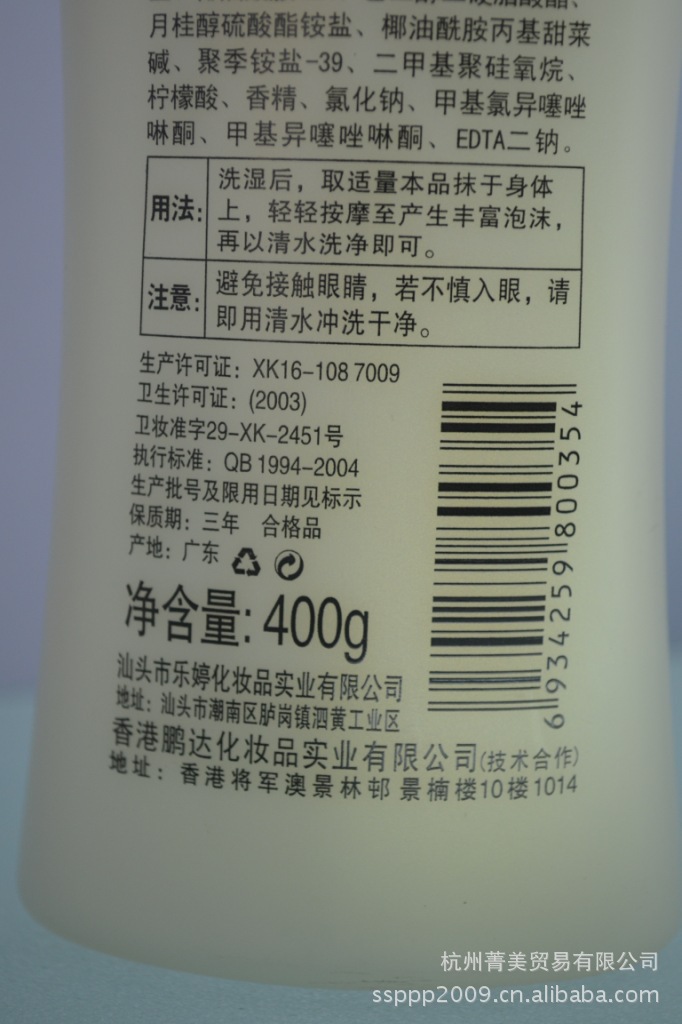 月桂醇硫酸酯铵盐、椰油酰胺丙基甜菜
碱、聚季铵盐-39、二甲基聚硅氧烷、
柠檬酸、香精、氯化钠、甲基氯异噻唑
啉酮、甲基异噻唑啉酮、EDTA二钠。
用法: 洗湿后，取适量本品抹于身体
上，轻轻按摩至产生丰富泡沫，
再以清水洗净即可。
注意: 避免接触眼睛，若不慎入眼，请
即用清水冲洗干净。
生产许可证: XK16-108 7009
卫生许可证: (2003)
卫妆准字29-XK-2451号
执行标准: QB 1994-2004
生产批号及限用日期见标示
保质期: 三年 合格品
产地: 广东
净含量: 400g
汕头市乐婷化妆品实业有限公司
地址: 汕头市潮南区胪岗镇泗黄工业区
香港鹏达化妆品实业有限公司(技术合作)
地址: 香港将军澳景林邨景楠楼10楼1014
6934259800354
杭州菁美贸易有限公司
ssppp2009.cn.alibaba.com